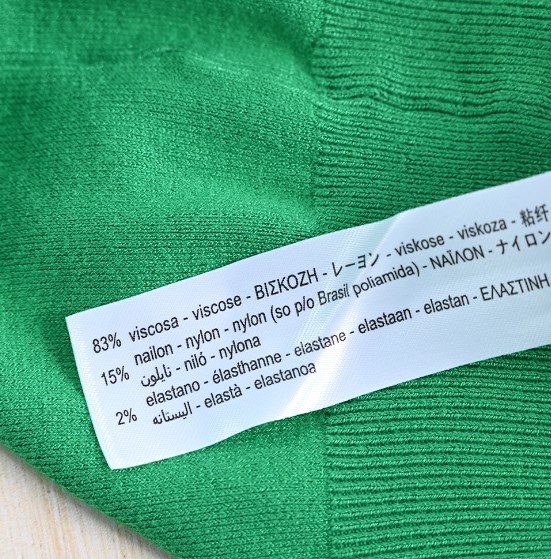 83% viscosa - viscose - ΒΙΣΚΟΖΗ - レーヨン - viskose - viskoza - 粘纤
15% nailon - nylon - nylon (so p/o Brasil poliamida) - ΝΑΪΛΟΝ - ナイロン
نايلون - niló - nylona
2% elastano - élasthanne - elastane - elastaan - elastan - ΕΛΑΣΤΙΝΗ
اليستانه - elastà - elastanoa